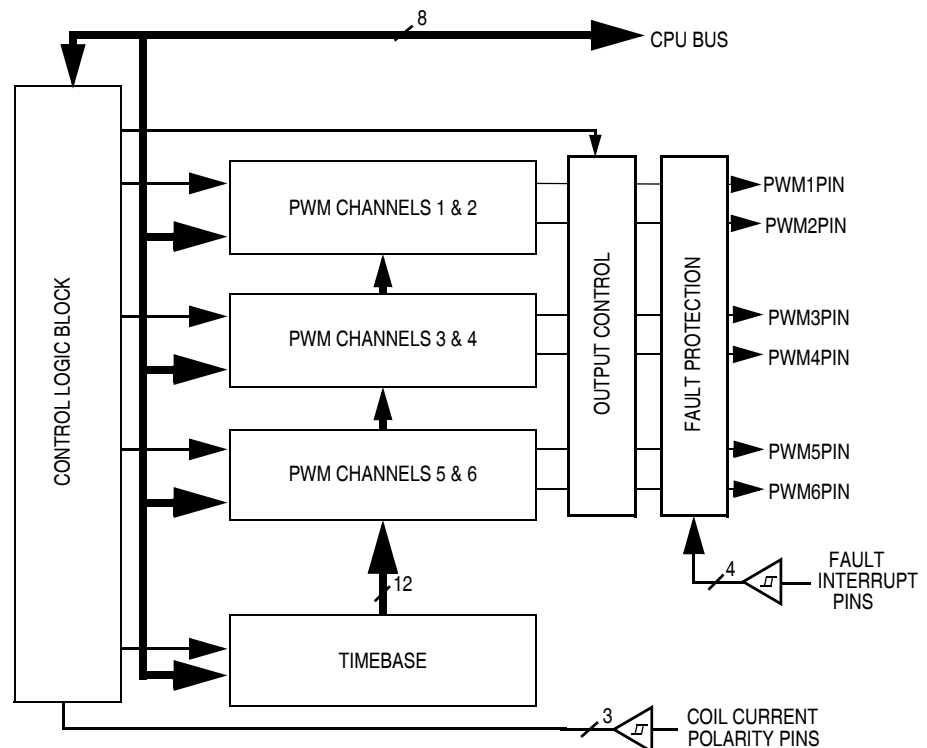 8
CPU BUS
CONTROL LOGIC BLOCK
PWM CHANNELS 1 & 2
PWM CHANNELS 3 & 4
PWM CHANNELS 5 & 6
12
TIMEBASE
OUTPUT CONTROL
FAULT PROTECTION
PWM1PIN
PWM2PIN
PWM3PIN
PWM4PIN
PWM5PIN
PWM6PIN
4
FAULT
INTERRUPT
PINS
3
COIL CURRENT
POLARITY PINS